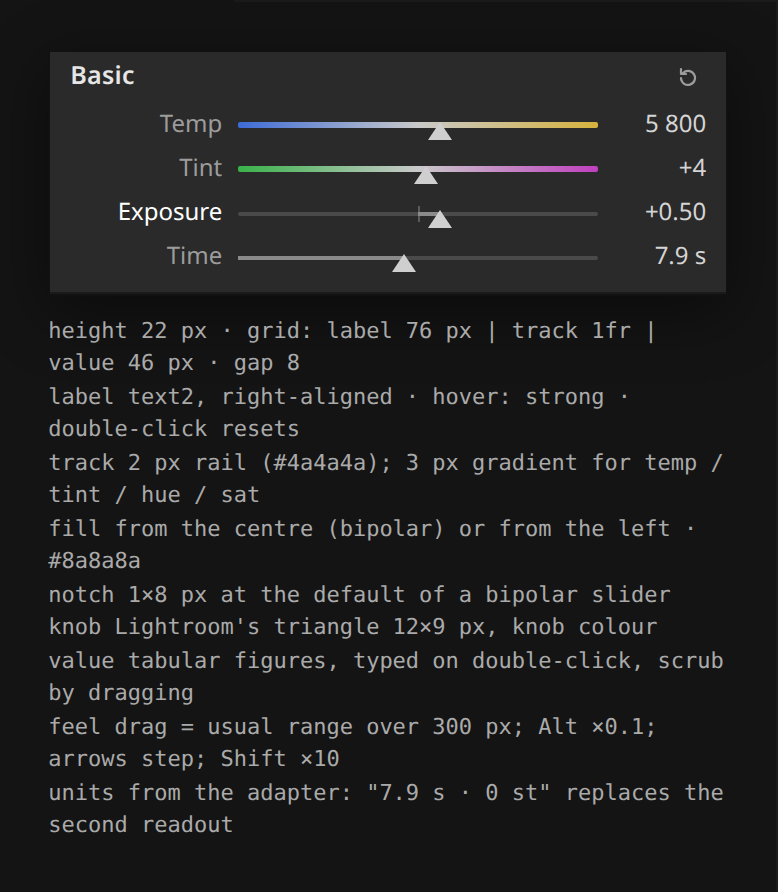 Basic
Temp 5 800
Tint +4
Exposure +0.50
Time 7.9 s
height 22 px · grid: label 76 px | track 1fr |
value 46 px · gap 8
label text2, right-aligned · hover: strong ·
double-click resets
track 2 px rail (#4a4a4a); 3 px gradient for temp /
tint / hue / sat
fill from the centre (bipolar) or from the left ·
#8a8a8a
notch 1×8 px at the default of a bipolar slider
knob Lightroom's triangle 12×9 px, knob colour
value tabular figures, typed on double-click, scrub
by dragging
feel drag = usual range over 300 px; Alt ×0.1;
arrows step; Shift ×10
units from the adapter: "7.9 s · 0 st" replaces the
second readout